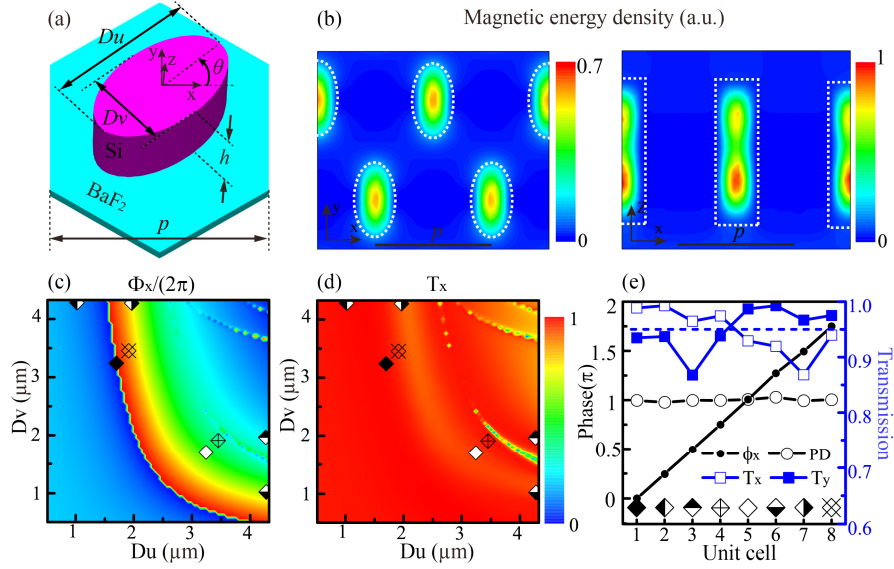 (a)
Du
y
z
x
θ
Dv
Si
h
BaF2
p
Magnetic energy density (a.u.)
(b)
0.7
0
y
x
p
1
0
z
x
p
(c)
Φx/(2π)
4
3
2
1
Dv (μm)
1 2 3 4
Du (μm)
(d)
Tx
4
3
2
1
Dv (μm)
1 2 3 4
Du (μm)
1
0
(e)
2
1.5
1
0.5
0
Phase(π)
1.0
0.9
0.8
0.7
0.6
Transmission
ϕx PD
Tx Ty
1 2 3 4 5 6 7 8
Unit cell